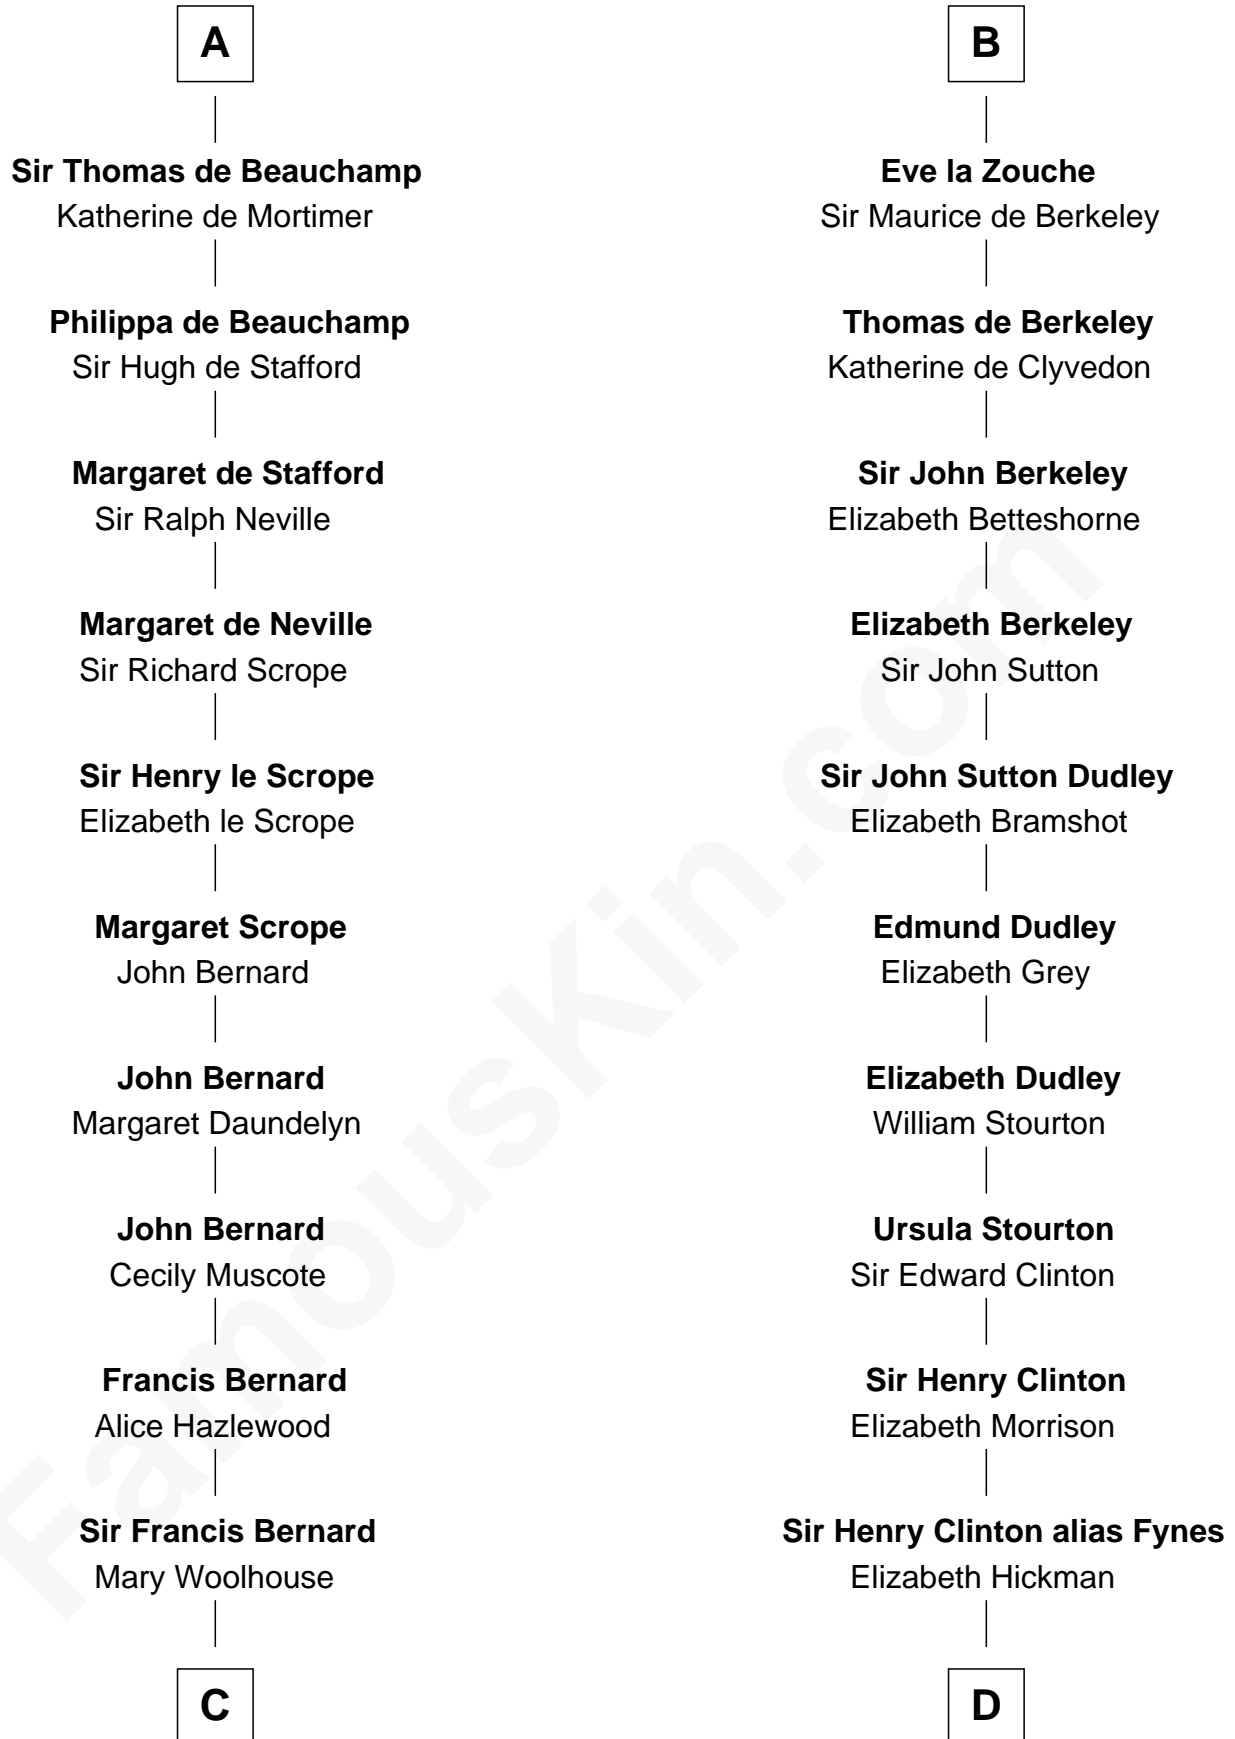 A
Sir Thomas de Beauchamp
Katherine de Mortimer
Philippa de Beauchamp
Sir Hugh de Stafford
Margaret de Stafford
Sir Ralph Neville
Margaret de Neville
Sir Richard Scrope
Sir Henry le Scrope
Elizabeth le Scrope
Margaret Scrope
John Bernard
John Bernard
Margaret Daundelyn
John Bernard
Cecily Muscote
Francis Bernard
Alice Hazlewood
Sir Francis Bernard
Mary Woolhouse
C
B
Eve la Zouche
Sir Maurice de Berkeley
Thomas de Berkeley
Katherine de Clyvedon
Sir John Berkeley
Elizabeth Betteshorne
Elizabeth Berkeley
Sir John Sutton
Sir John Sutton Dudley
Elizabeth Bramshot
Edmund Dudley
Elizabeth Grey
Elizabeth Dudley
William Stourton
Ursula Stourton
Sir Edward Clinton
Sir Henry Clinton
Elizabeth Morrison
Sir Henry Clinton alias Fynes
Elizabeth Hickman
D
FamousKin.com